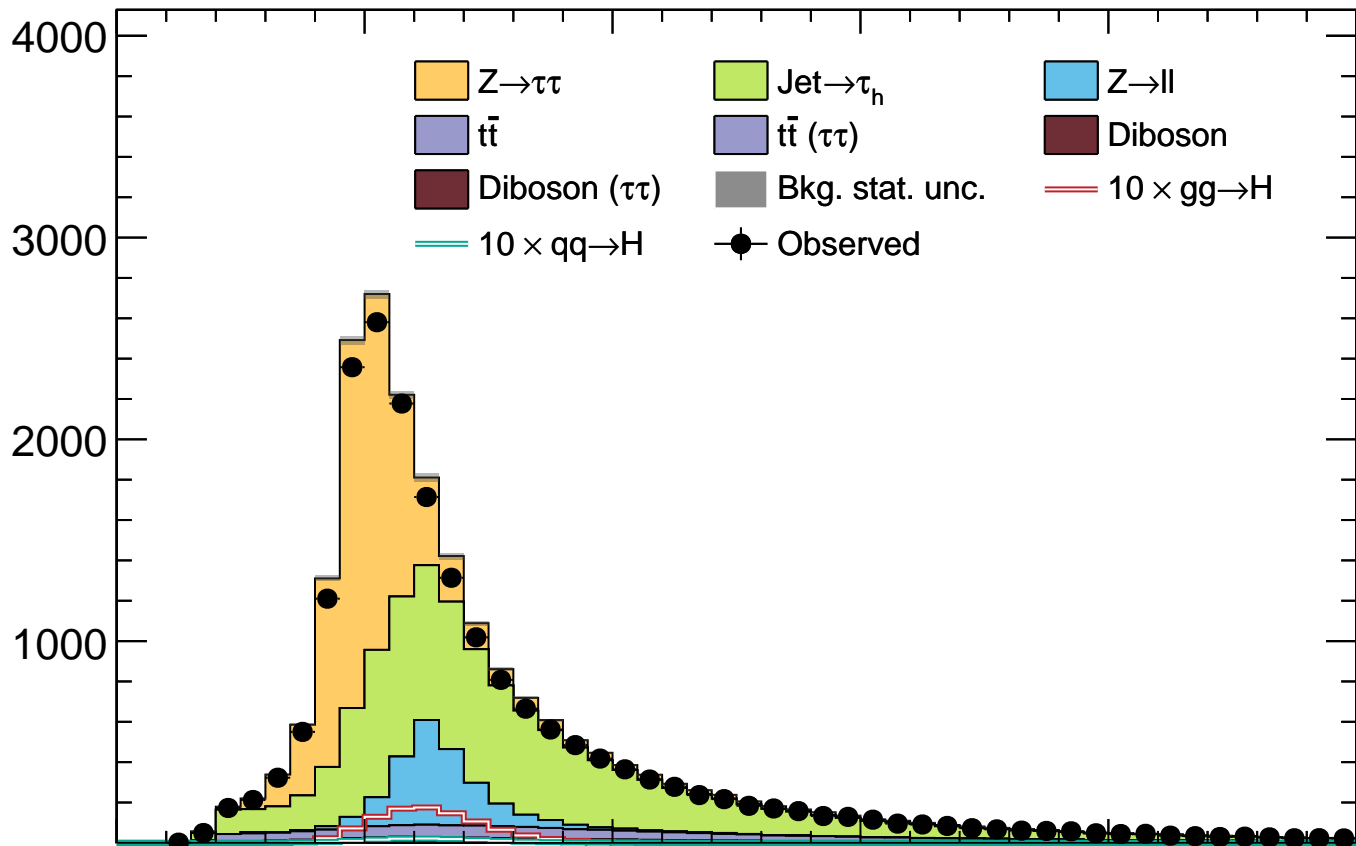 4000
Z→ττ Jet→τh Z→ll
tt̄ tt̄ (ττ) Diboson
Diboson (ττ) Bkg. stat. unc. 10 × gg→H
3000
10 × qq→H Observed
2000
1000